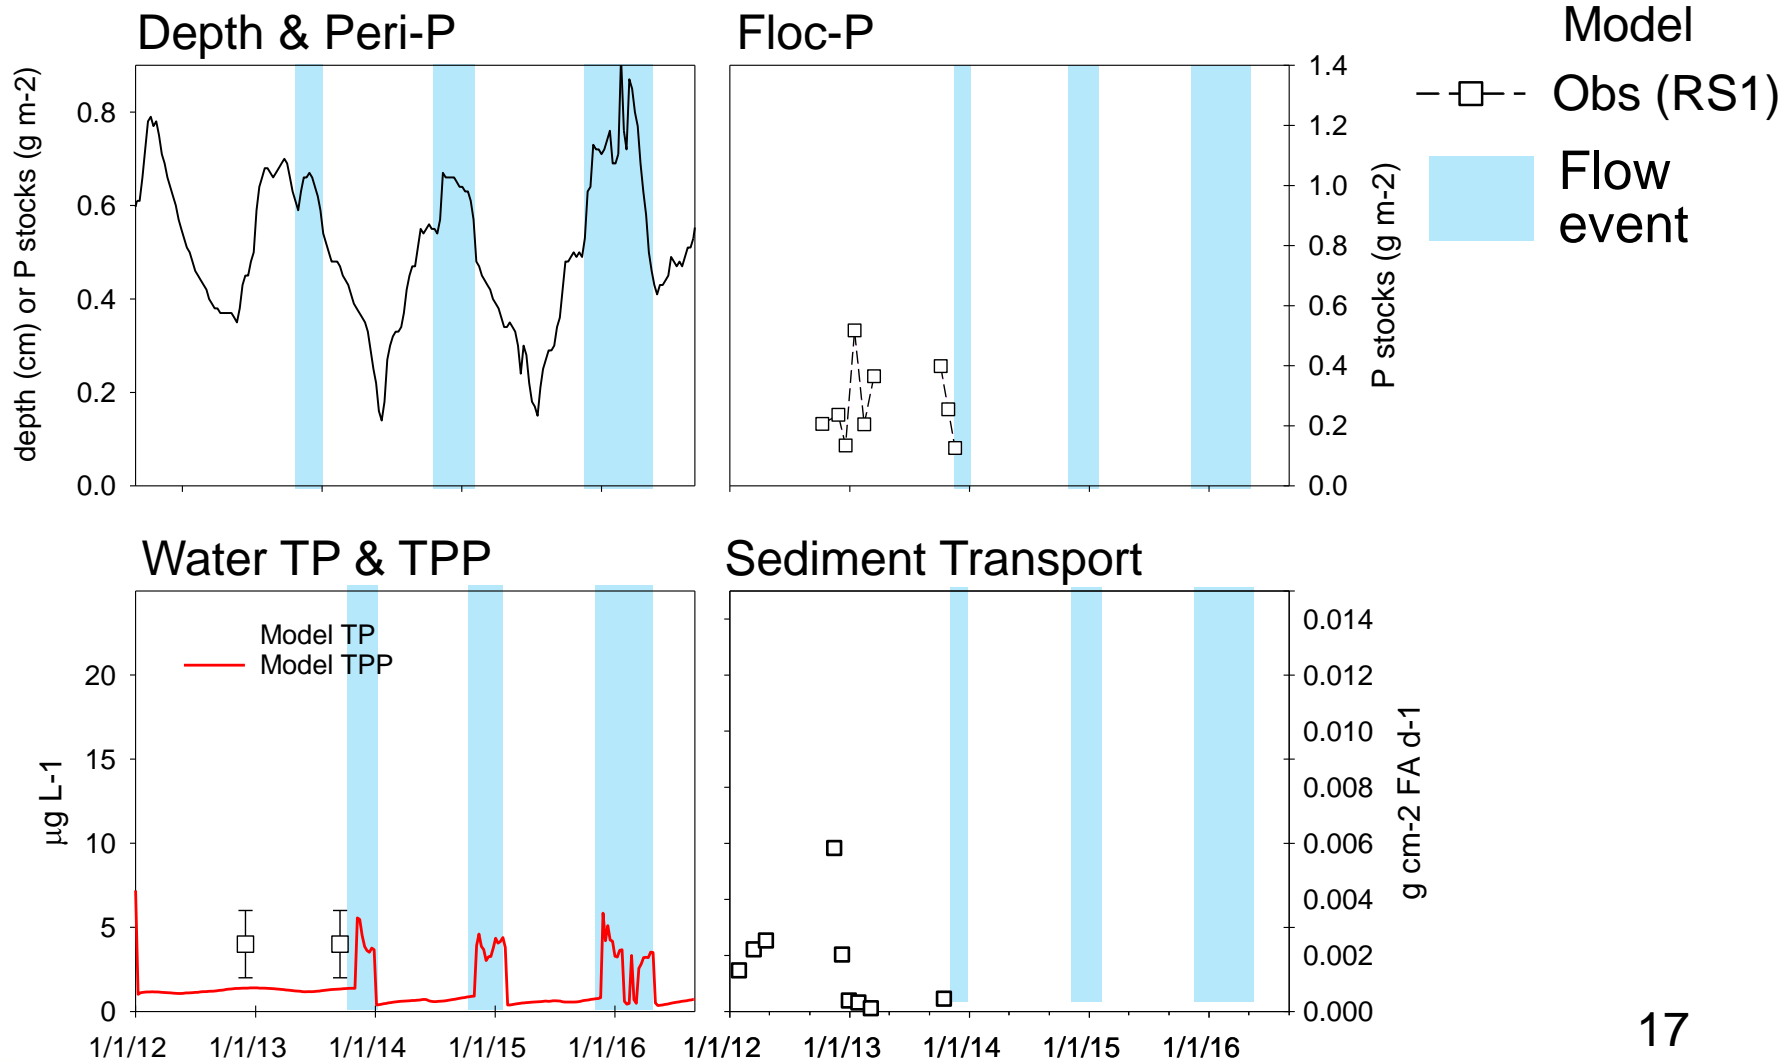 Depth & Peri-P
Floc-P
Model
Obs (RS1)
Flow
event
depth (cm) or P stocks (g m-2)
0.8
0.6
0.4
0.2
0.0
1.4
1.2
1.0
0.8
0.6
0.4
0.2
0.0
P stocks (g m-2)
Water TP & TPP
Sediment Transport
Model TP
Model TPP
μg L-1
20
15
10
5
0
0.014
0.012
0.010
0.008
0.006
0.004
0.002
0.000
g cm-2 FA d-1
1/1/12 1/1/13 1/1/14 1/1/15 1/1/16
1/1/12 1/1/13 1/1/14 1/1/15 1/1/16
17